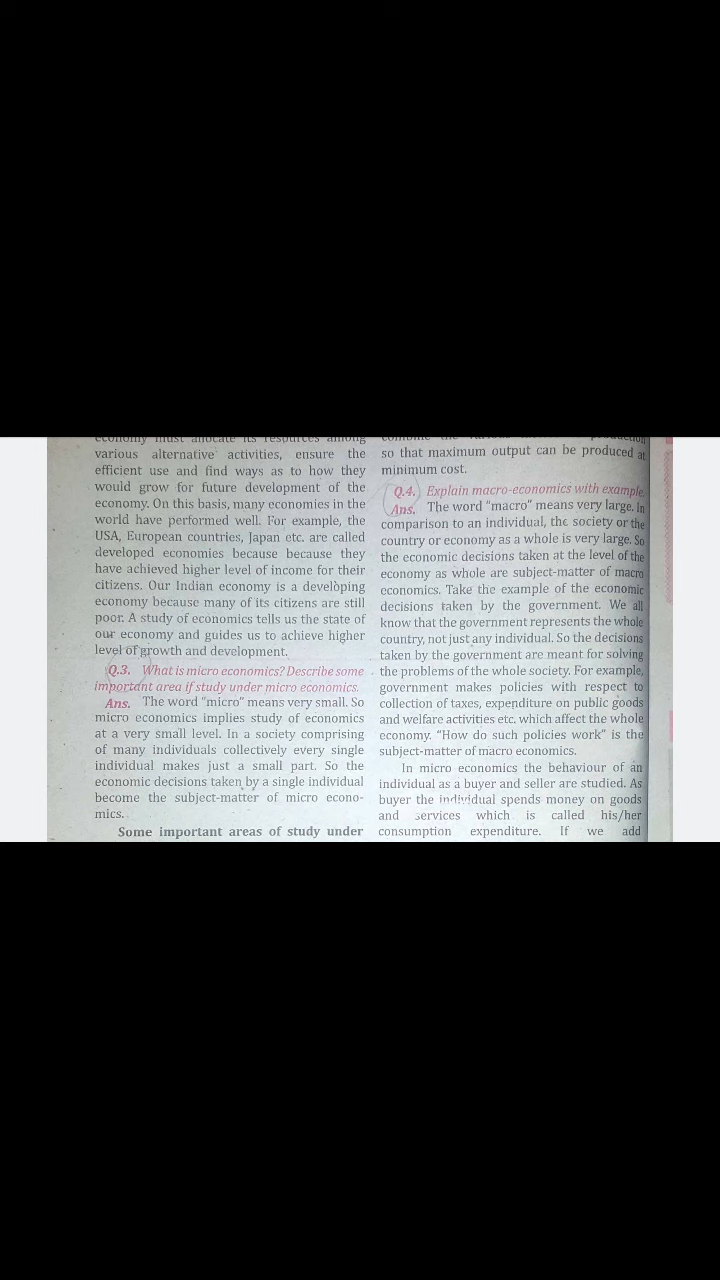 economy must allocate its resources among
various alternative activities, ensure the
efficient use and find ways as to how they
would grow for future development of the
economy. On this basis, many economies in the
world have performed well. For example, the
USA, European countries, Japan etc. are called
developed economies because because they
have achieved higher level of income for their
citizens. Our Indian economy is a developing
economy because many of its citizens are still
poor. A study of economics tells us the state of
our economy and guides us to achieve higher
level of growth and development.
Q.3. What is micro economics? Describe some
important area if study under micro economics.
Ans. The word "micro" means very small. So
micro economics implies study of economics
at a very small level. In a society comprising
of many individuals collectively every single
individual makes just a small part. So the
economic decisions taken by a single individual
become the subject-matter of micro econo-
mics.
Some important areas of study under
combine the various production
so that maximum output can be produced at
minimum cost.
Q.4. Explain macro-economics with example
Ans. The word "macro" means very large. In
comparison to an individual, the society or the
country or economy as a whole is very large. So
the economic decisions taken at the level of the
economy as whole are subject-matter of macro
economics. Take the example of the economic
decisions taken by the government. We all
know that the government represents the whole
country, not just any individual. So the decisions
taken by the government are meant for solving
the problems of the whole society. For example,
government makes policies with respect to
collection of taxes, expenditure on public goods
and welfare activities etc. which affect the whole
economy. "How do such policies work" is the
subject-matter of macro economics.
In micro economics the behaviour of an
individual as a buyer and seller are studied. As
buyer the individual spends money on goods
and services which is called his/her
consumption expenditure. If we add